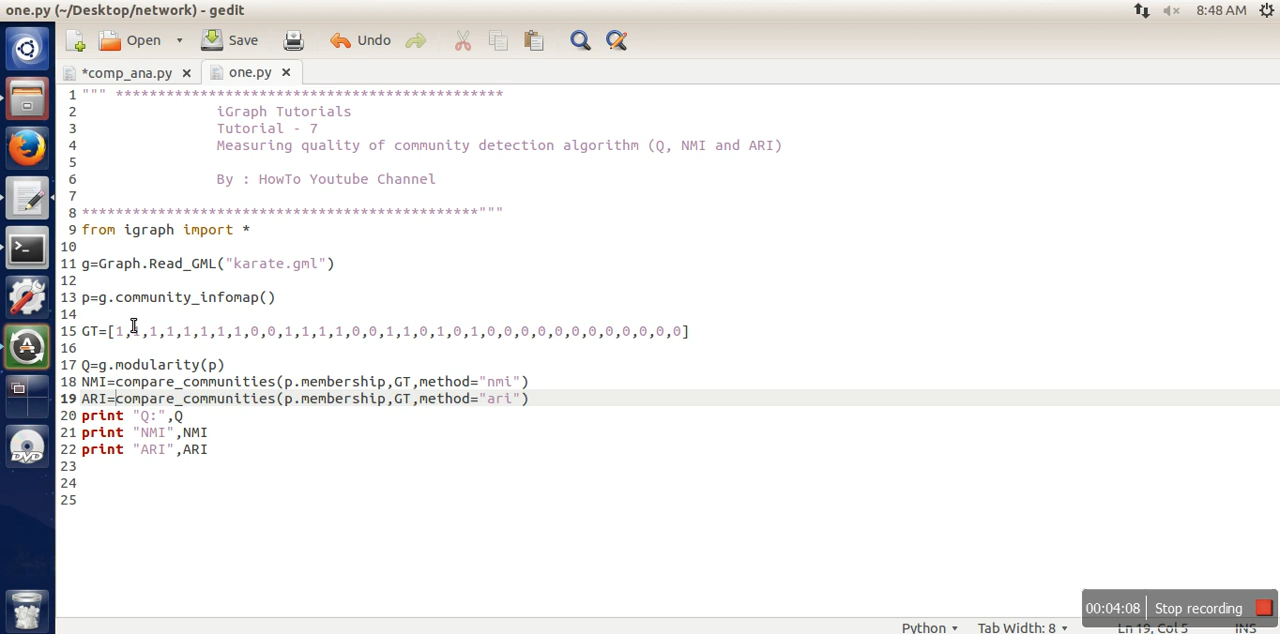 one.py (~/Desktop/network) - gedit
8:48 AM
Open Save Undo
*comp_ana.py × one.py ×
1 """ **********************************************
2 iGraph Tutorials
3 Tutorial - 7
4 Measuring quality of community detection algorithm (Q, NMI and ARI)
5
6 By : HowTo Youtube Channel
7
8 ***********************************************"""
9 from igraph import *
10
11 g=Graph.Read_GML("karate.gml")
12
13 p=g.community_infomap()
14
15 GT=[1,1,1,1,1,1,1,1,0,0,1,1,1,1,0,0,1,1,0,1,0,1,0,0,0,0,0,0,0,0,0,0,0,0]
16
17 Q=g.modularity(p)
18 NMI=compare_communities(p.membership,GT,method="nmi")
19 ARI=compare_communities(p.membership,GT,method="ari")
20 print "Q:",Q
21 print "NMI",NMI
22 print "ARI",ARI
23
24
25
00:04:08 Stop recording
Python Tab Width: 8 Ln 19, Col 5 INS